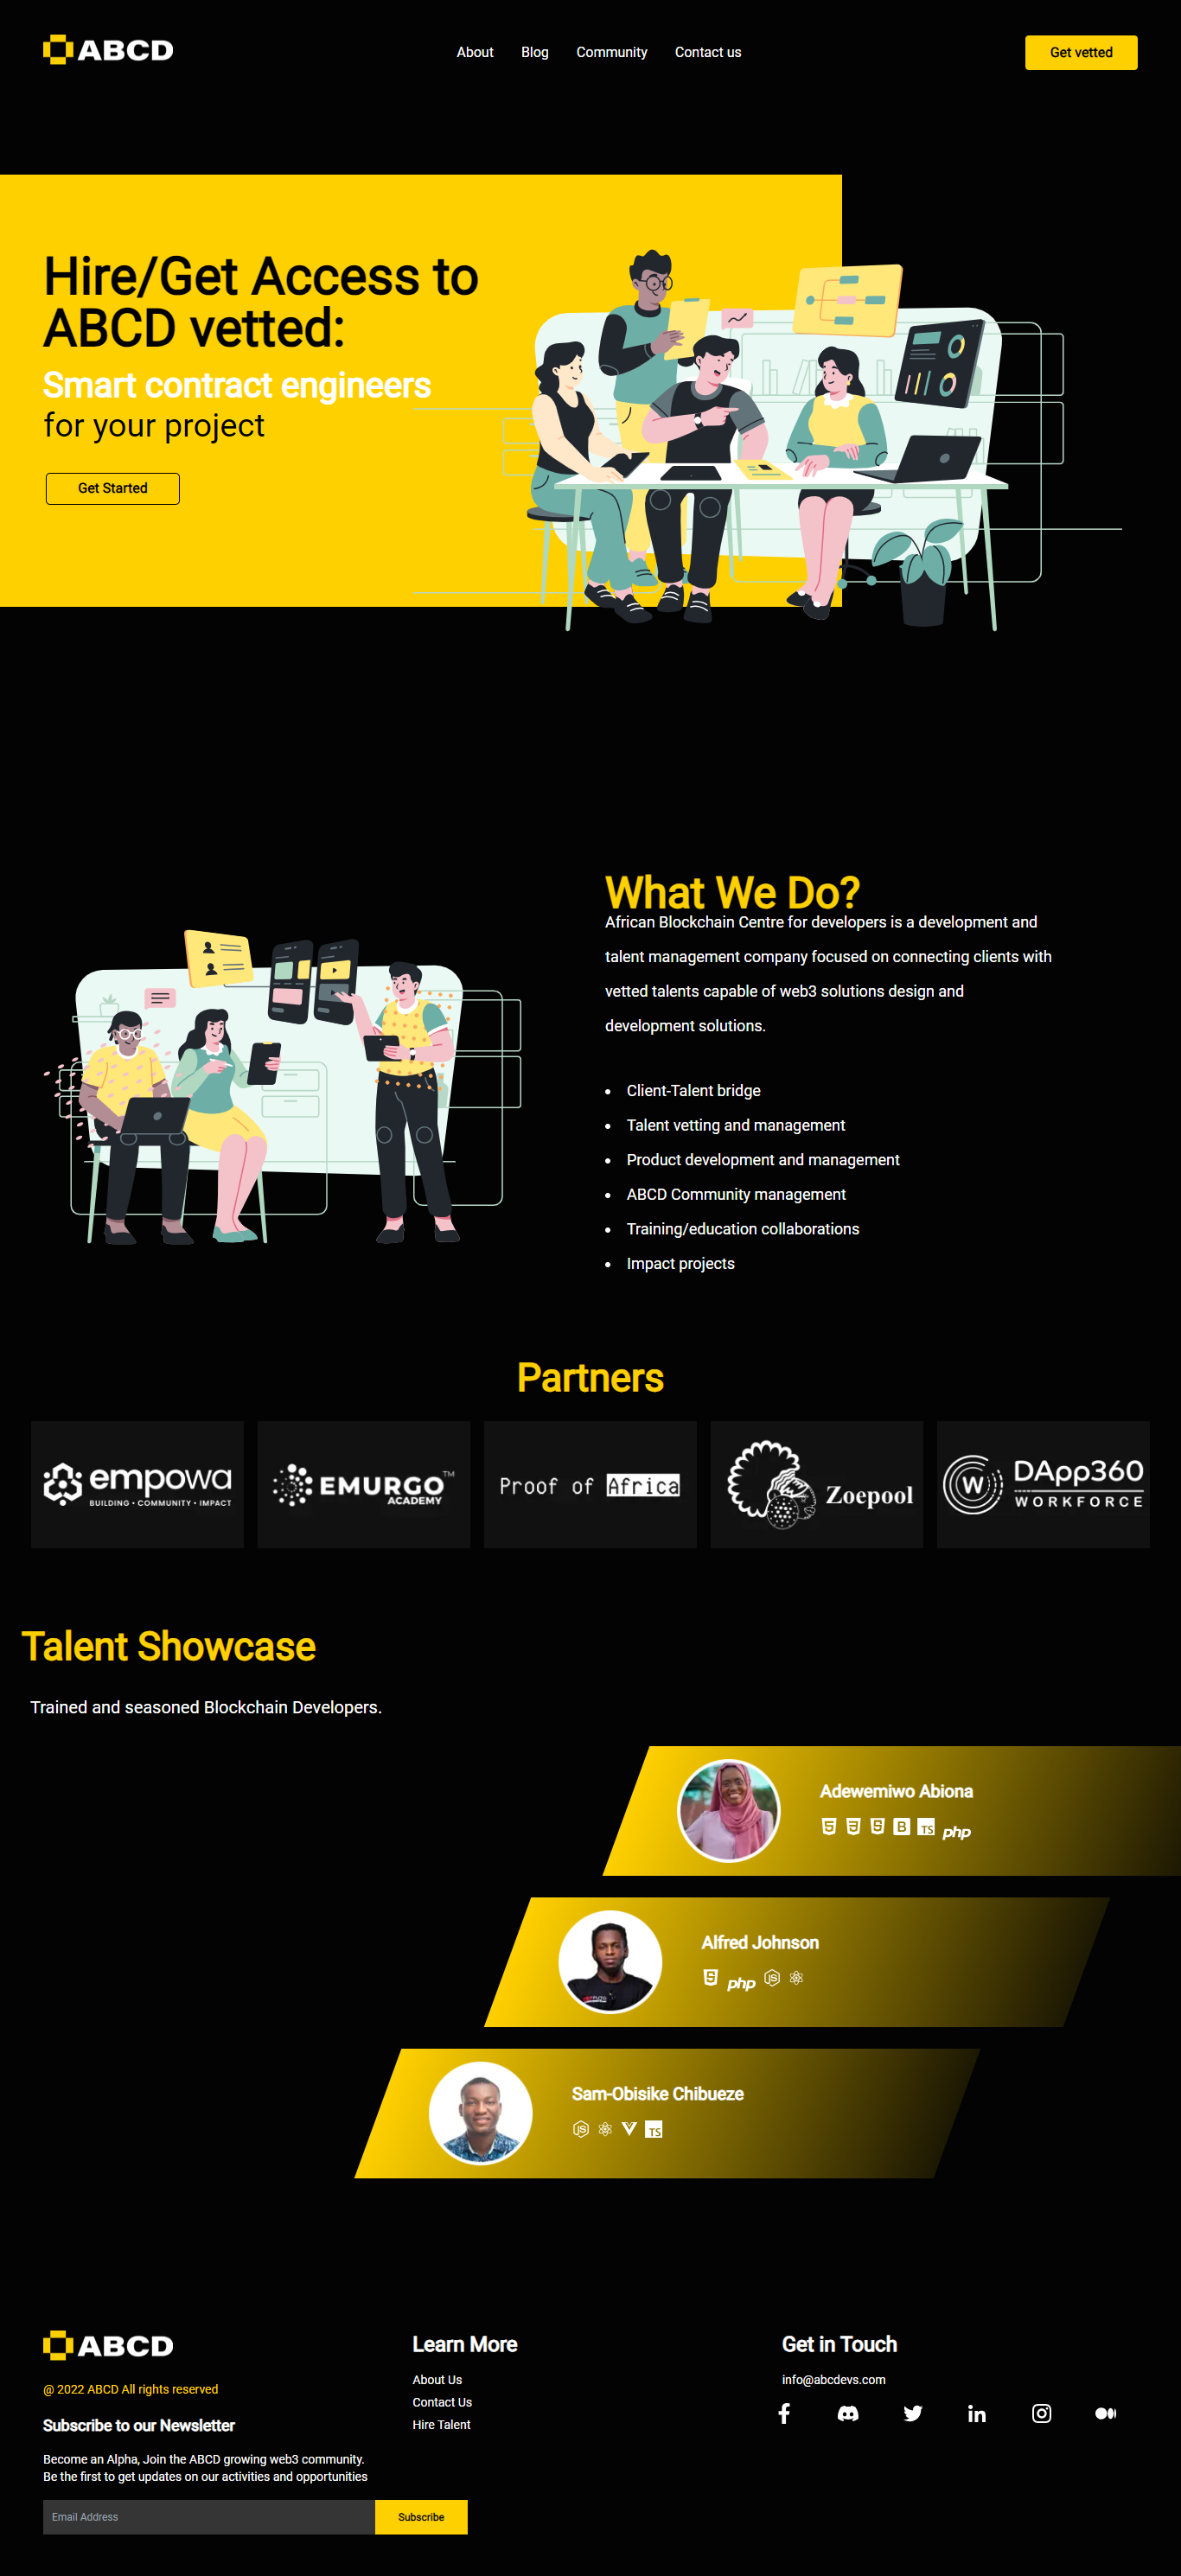 ABCD
About Blog Community Contact us
Get vetted
Hire/Get Access to
ABCD vetted:
Smart contract engineers
for your project
Get Started
What We Do?
African Blockchain Centre for developers is a development and
talent management company focused on connecting clients with
vetted talents capable of web3 solutions design and
development solutions.
• Client-Talent bridge
• Talent vetting and management
• Product development and management
• ABCD Community management
• Training/education collaborations
• Impact projects
Partners
empowa
BUILDING • COMMUNITY • IMPACT
EMURGO™
ACADEMY
Proof of Africa
Zoepool
W
DApp360
WORKFORCE
Talent Showcase
Trained and seasoned Blockchain Developers.
Adewemiwo Abiona
B TS php
Alfred Johnson
php JS
Sam-Obisike Chibueze
JS TS
ABCD
@ 2022 ABCD All rights reserved
Subscribe to our Newsletter
Become an Alpha, Join the ABCD growing web3 community.
Be the first to get updates on our activities and opportunities
Email Address
Subscribe
Learn More
About Us
Contact Us
Hire Talent
Get in Touch
info@abcdevs.com